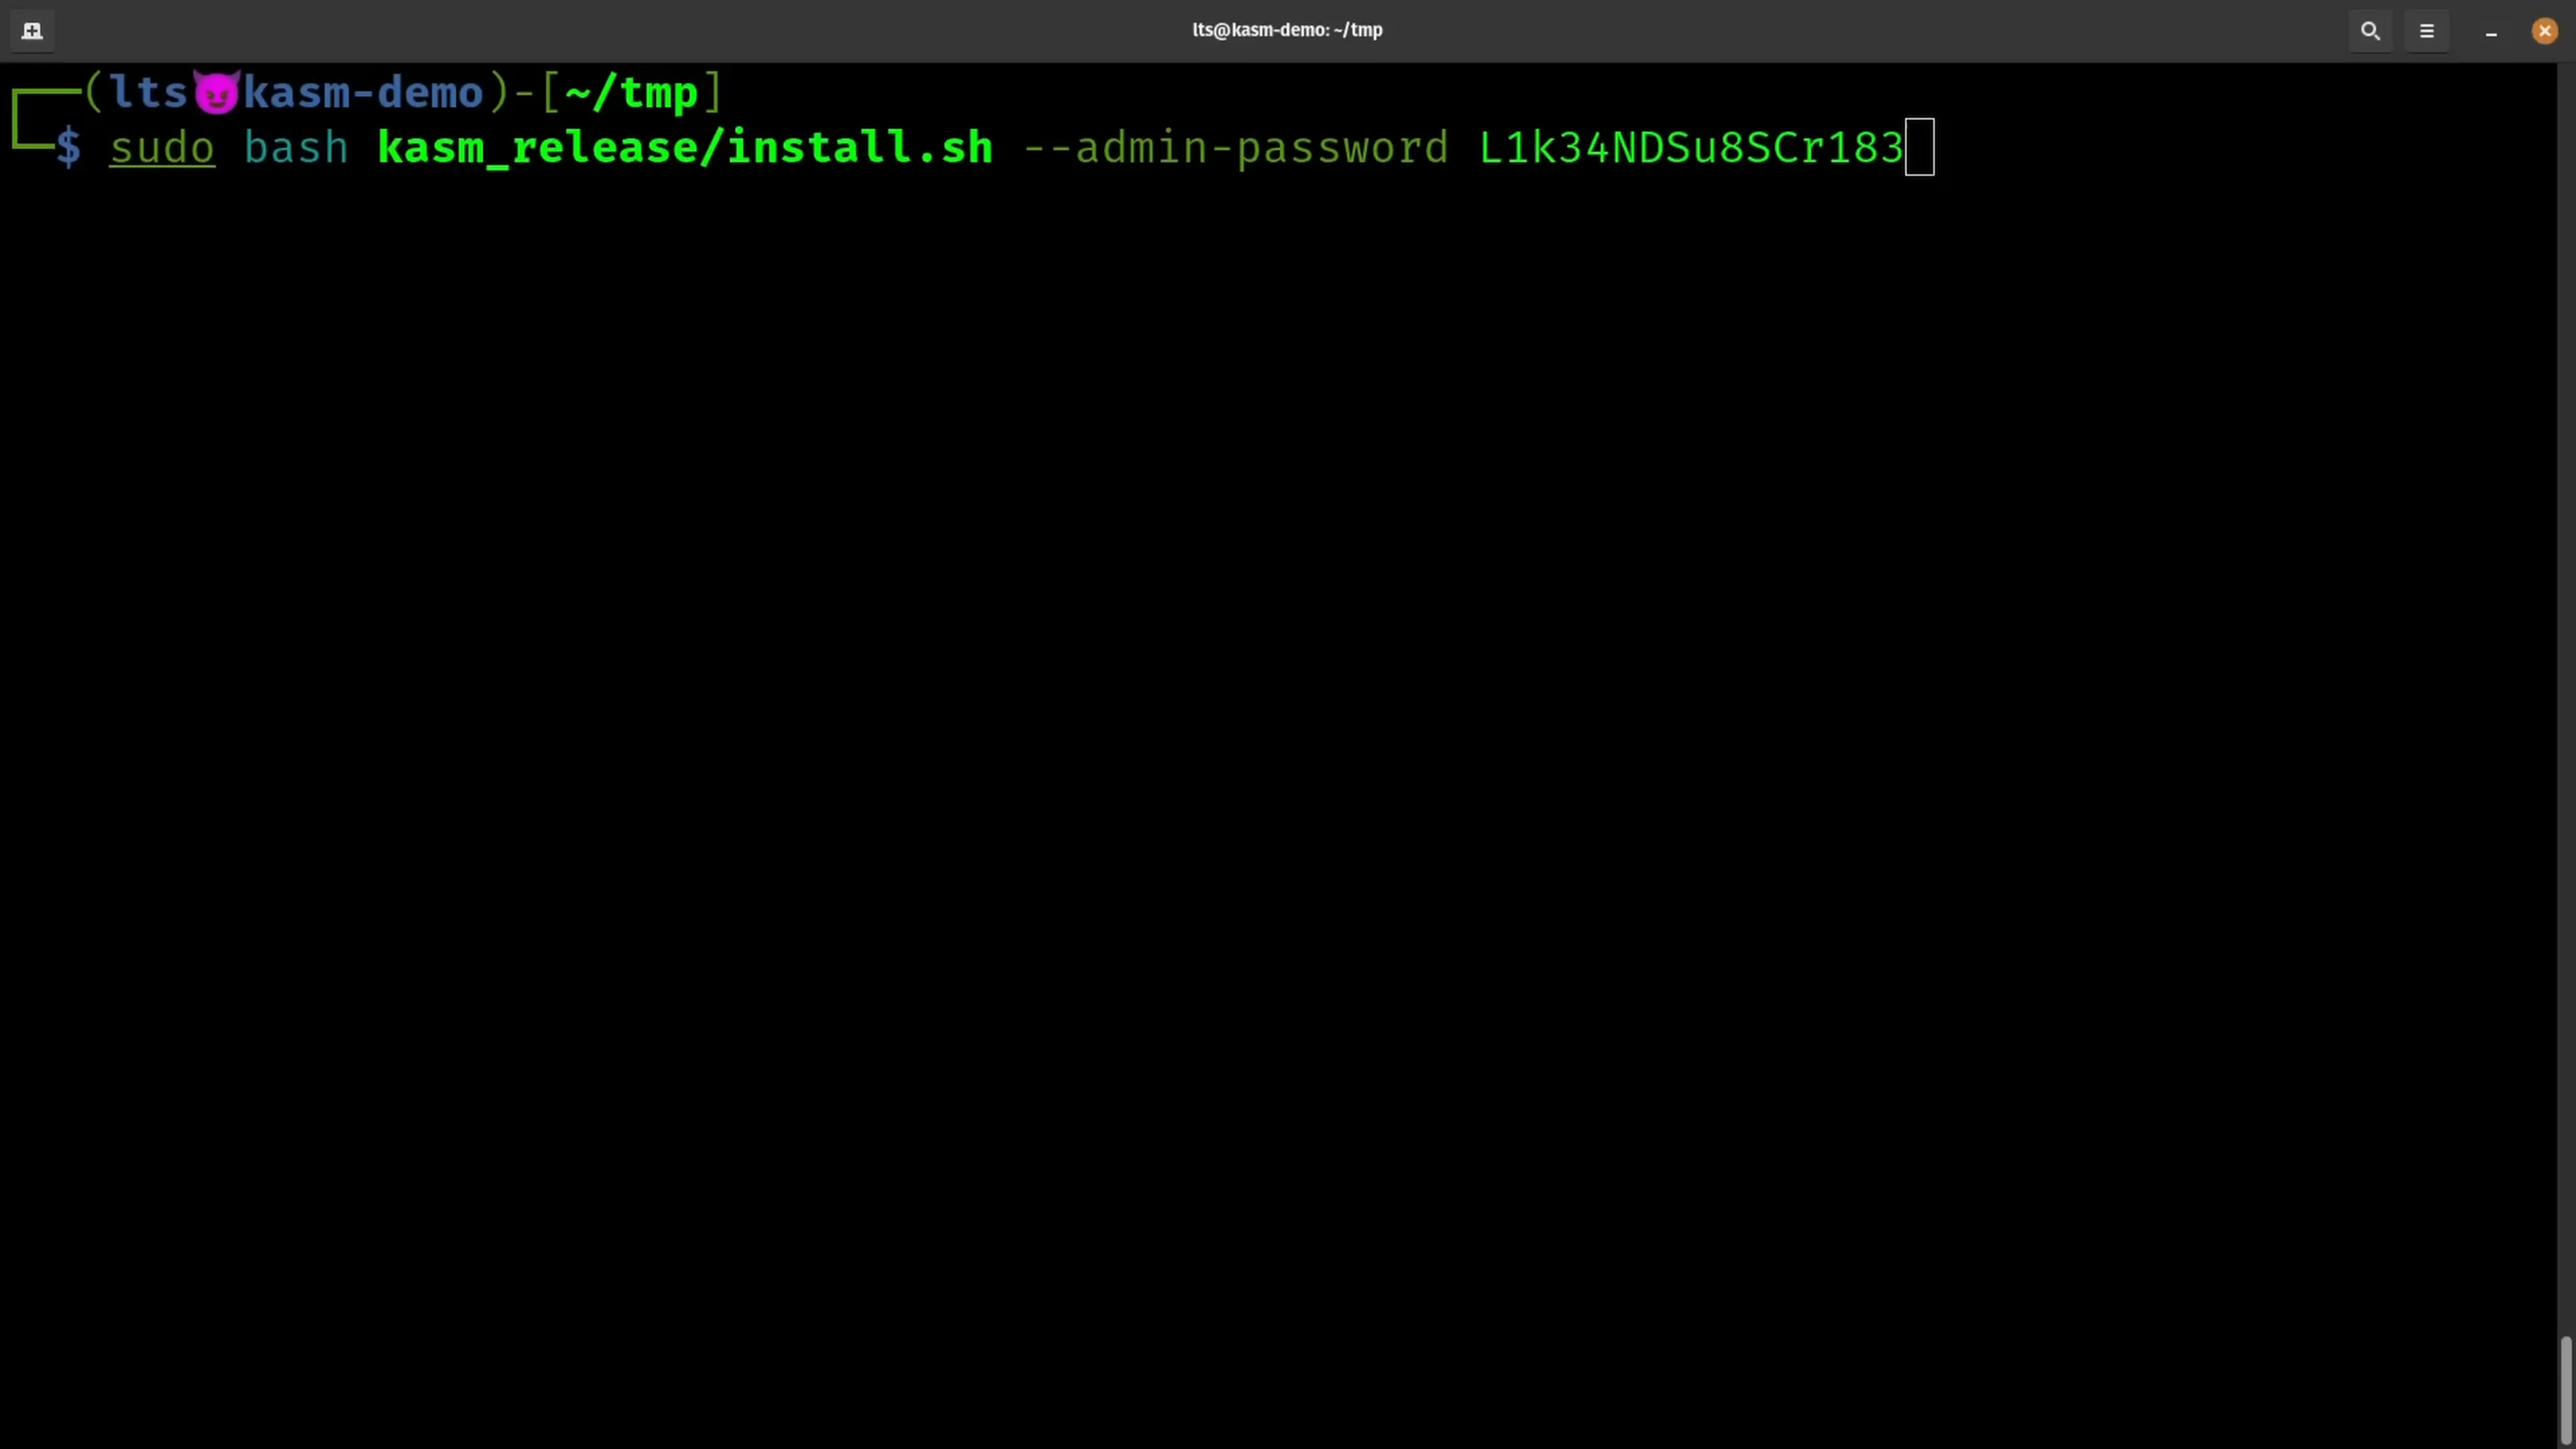 lts@kasm-demo: ~/tmp
┌──(lts😈kasm-demo)-[~/tmp]
└─$ sudo bash kasm_release/install.sh --admin-password L1k34NDSu8SCr183